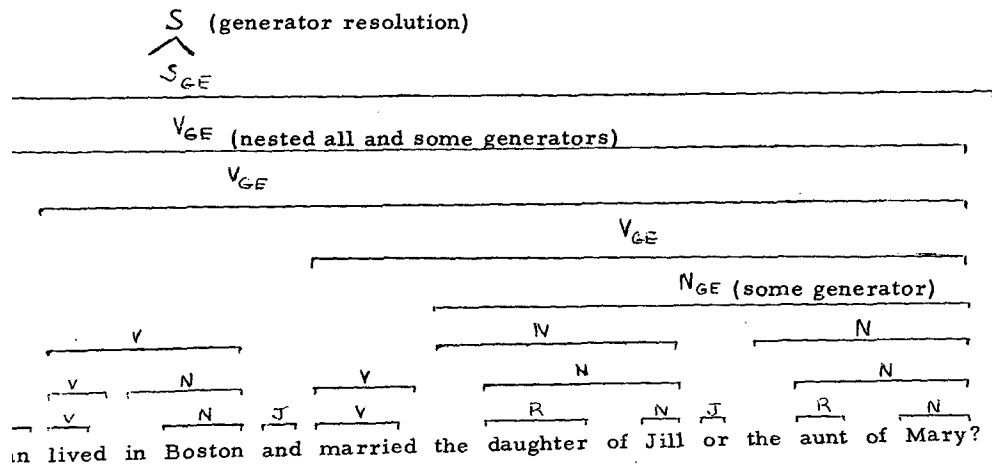 S (generator resolution)
S_GE
V_GE (nested all and some generators)
V_GE
V_GE
N_GE (some generator)
V N N
V N V N N
V N J V R N J R N
n lived in Boston and married the daughter of Jill or the aunt of Mary?